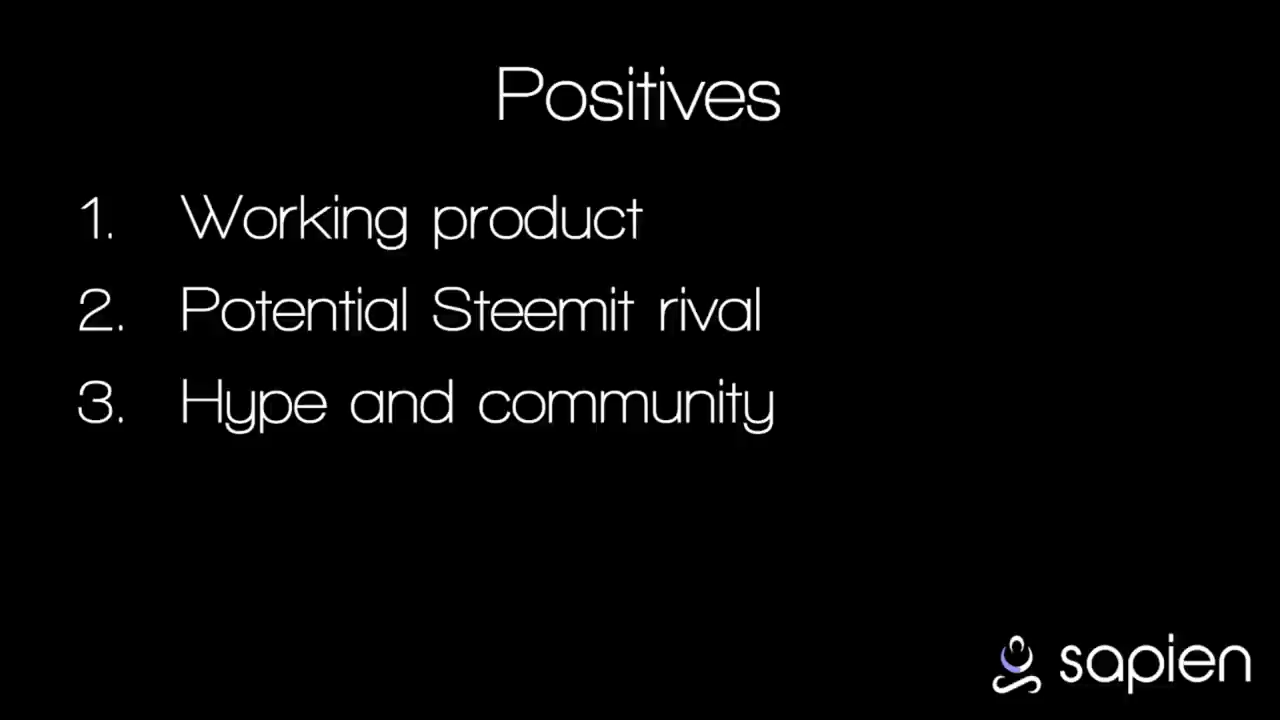 Positives
1. Working product
2. Potential Steemit rival
3. Hype and community
sapien